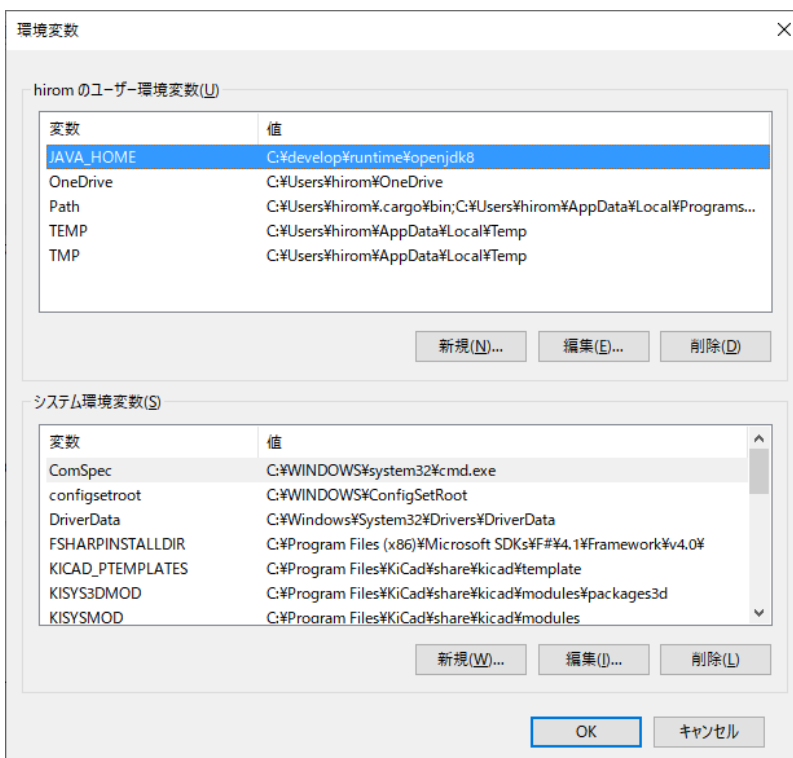 環境変数
hirom のユーザー環境変数(U)
変数 値
JAVA_HOME C:¥develop¥runtime¥openjdk8
OneDrive C:¥Users¥hirom¥OneDrive
Path C:¥Users¥hirom¥.cargo¥bin;C:¥Users¥hirom¥AppData¥Local¥Programs...
TEMP C:¥Users¥hirom¥AppData¥Local¥Temp
TMP C:¥Users¥hirom¥AppData¥Local¥Temp
新規(N)... 編集(E)... 削除(D)
システム環境変数(S)
変数 値
ComSpec C:¥WINDOWS¥system32¥cmd.exe
configsetroot C:¥WINDOWS¥ConfigSetRoot
DriverData C:¥Windows¥System32¥Drivers¥DriverData
FSHARPINSTALLDIR C:¥Program Files (x86)¥Microsoft SDKs¥F#¥4.1¥Framework¥v4.0¥
KICAD_PTEMPLATES C:¥Program Files¥KiCad¥share¥kicad¥template
KISYS3DMOD C:¥Program Files¥KiCad¥share¥kicad¥modules¥packages3d
KISYSMOD C:¥Program Files¥KiCad¥share¥kicad¥modules
新規(W)... 編集(I)... 削除(L)
OK キャンセル